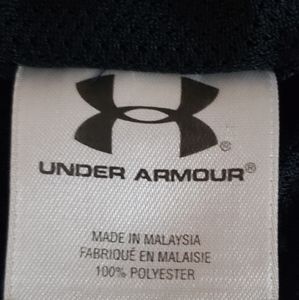 ®
UNDER ARMOUR®
MADE IN MALAYSIA
FABRIQUÉ EN MALAISIE
100% POLYESTER